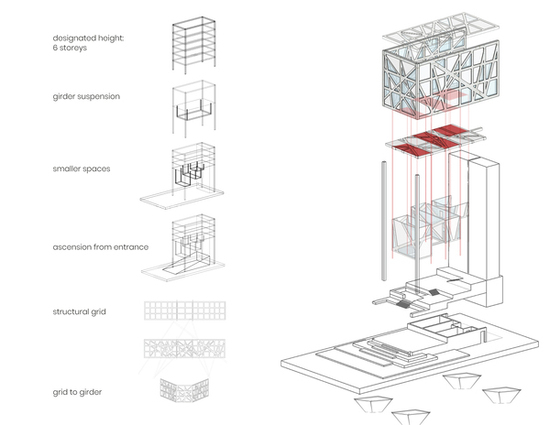 designated height:
6 storeys
girder suspension
smaller spaces
ascension from entrance
structural grid
grid to girder